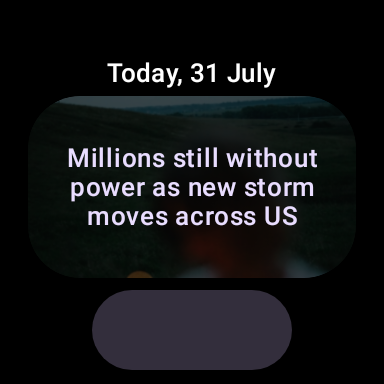 Today, 31 July
Millions still without
power as new storm
moves across US